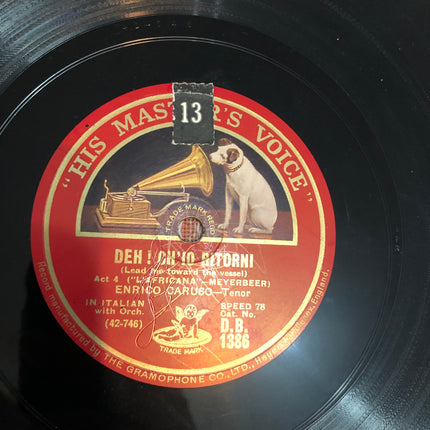 "HIS MASTER'S VOICE"
13
TRADE MARK REGD
DEH! CH'IO RITORNI
(Lead me toward the vessel)
Act 4 ("L'AFRICANA"—MEYERBEER)
ENRICO CARUSO—Tenor
IN ITALIAN
with Orch.
(42-746)
SPEED 78
Cat. No.
D.B.
1386
TRADE MARK
Record manufactured by THE GRAMOPHONE CO., LTD., Hayes, Middlesex, England.